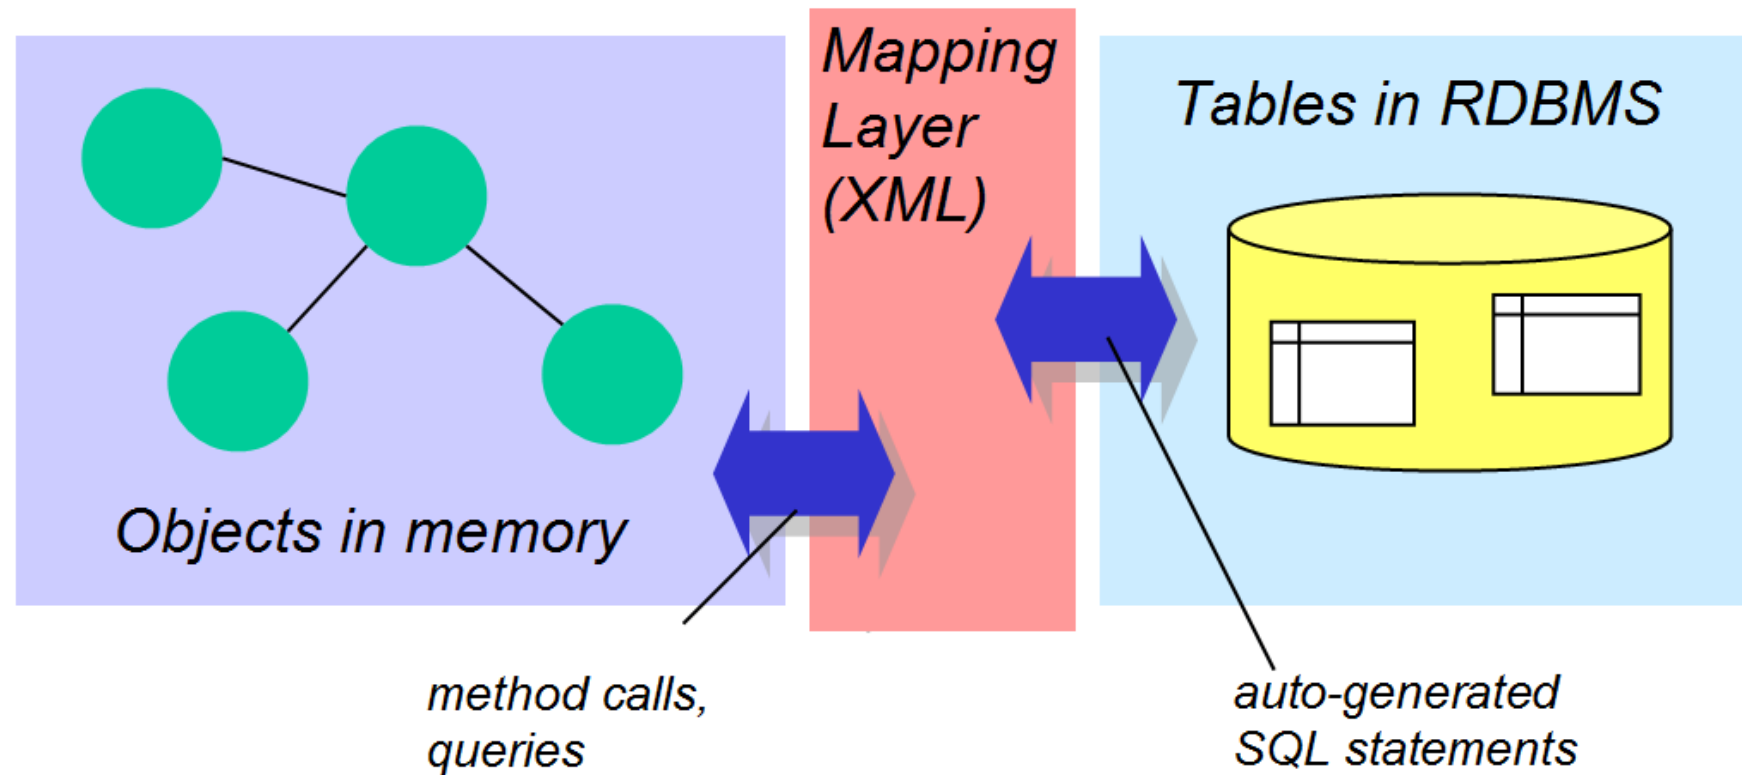 Objects in memory
Mapping
Layer
(XML)
Tables in RDBMS
method calls,
queries
auto-generated
SQL statements